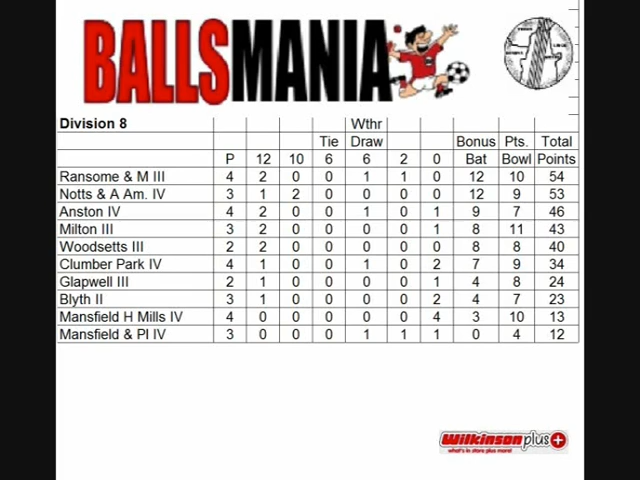 BALLSMANIA
Division 8 Wthr
Tie Draw Bonus Pts. Total
P 12 10 6 6 2 0 Bat Bowl Points
Ransome & M III 4 2 0 0 1 1 0 12 10 54
Notts & A Am. IV 3 1 2 0 0 0 0 12 9 53
Anston IV 4 2 0 0 1 0 1 9 7 46
Milton III 3 2 0 0 0 0 1 8 11 43
Woodsetts III 2 2 0 0 0 0 0 8 8 40
Clumber Park IV 4 1 0 0 1 0 2 7 9 34
Glapwell III 2 1 0 0 0 0 1 4 8 24
Blyth II 3 1 0 0 0 0 2 4 7 23
Mansfield H Mills IV 4 0 0 0 0 0 4 3 10 13
Mansfield & Pl IV 3 0 0 0 1 1 1 0 4 12
Wilkinsonplus+
what's in store plus more!